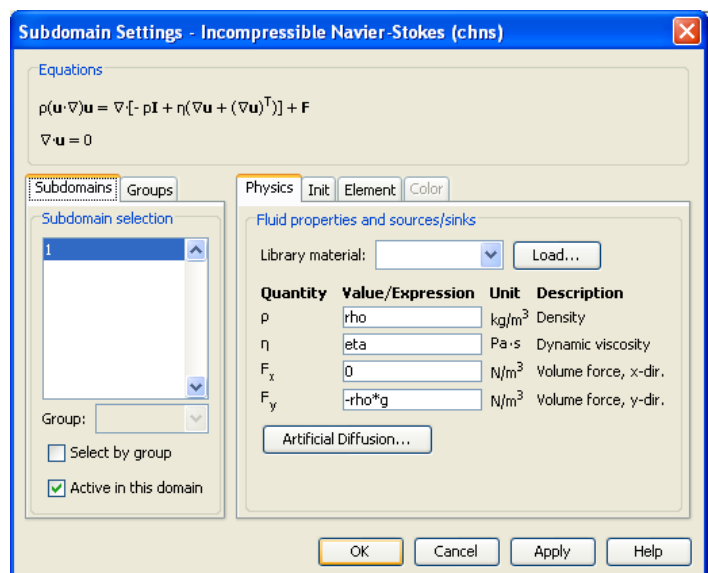 Subdomain Settings - Incompressible Navier-Stokes (chns)
Equations
ρ(u·∇)u = ∇·[- pI + η(∇u + (∇u)ᵀ)] + F
∇·u = 0
Subdomains Groups
Subdomain selection
1
Group:
Select by group
Active in this domain
Physics Init Element Color
Fluid properties and sources/sinks
Library material: Load...
Quantity Value/Expression Unit Description
ρ rho kg/m³ Density
η eta Pa·s Dynamic viscosity
Fₓ 0 N/m³ Volume force, x-dir.
F_y -rho*g N/m³ Volume force, y-dir.
Artificial Diffusion...
OK Cancel Apply Help